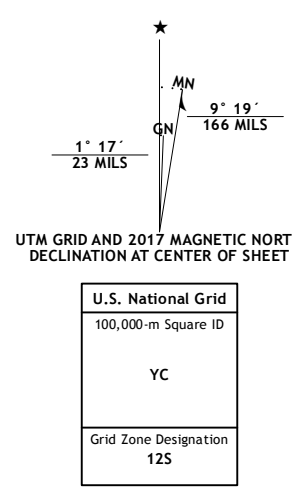 ★
MN
GN
9° 19´
166 MILS
1° 17´
23 MILS
UTM GRID AND 2017 MAGNETIC NORT
DECLINATION AT CENTER OF SHEET
U.S. National Grid
100,000-m Square ID
YC
Grid Zone Designation
12S